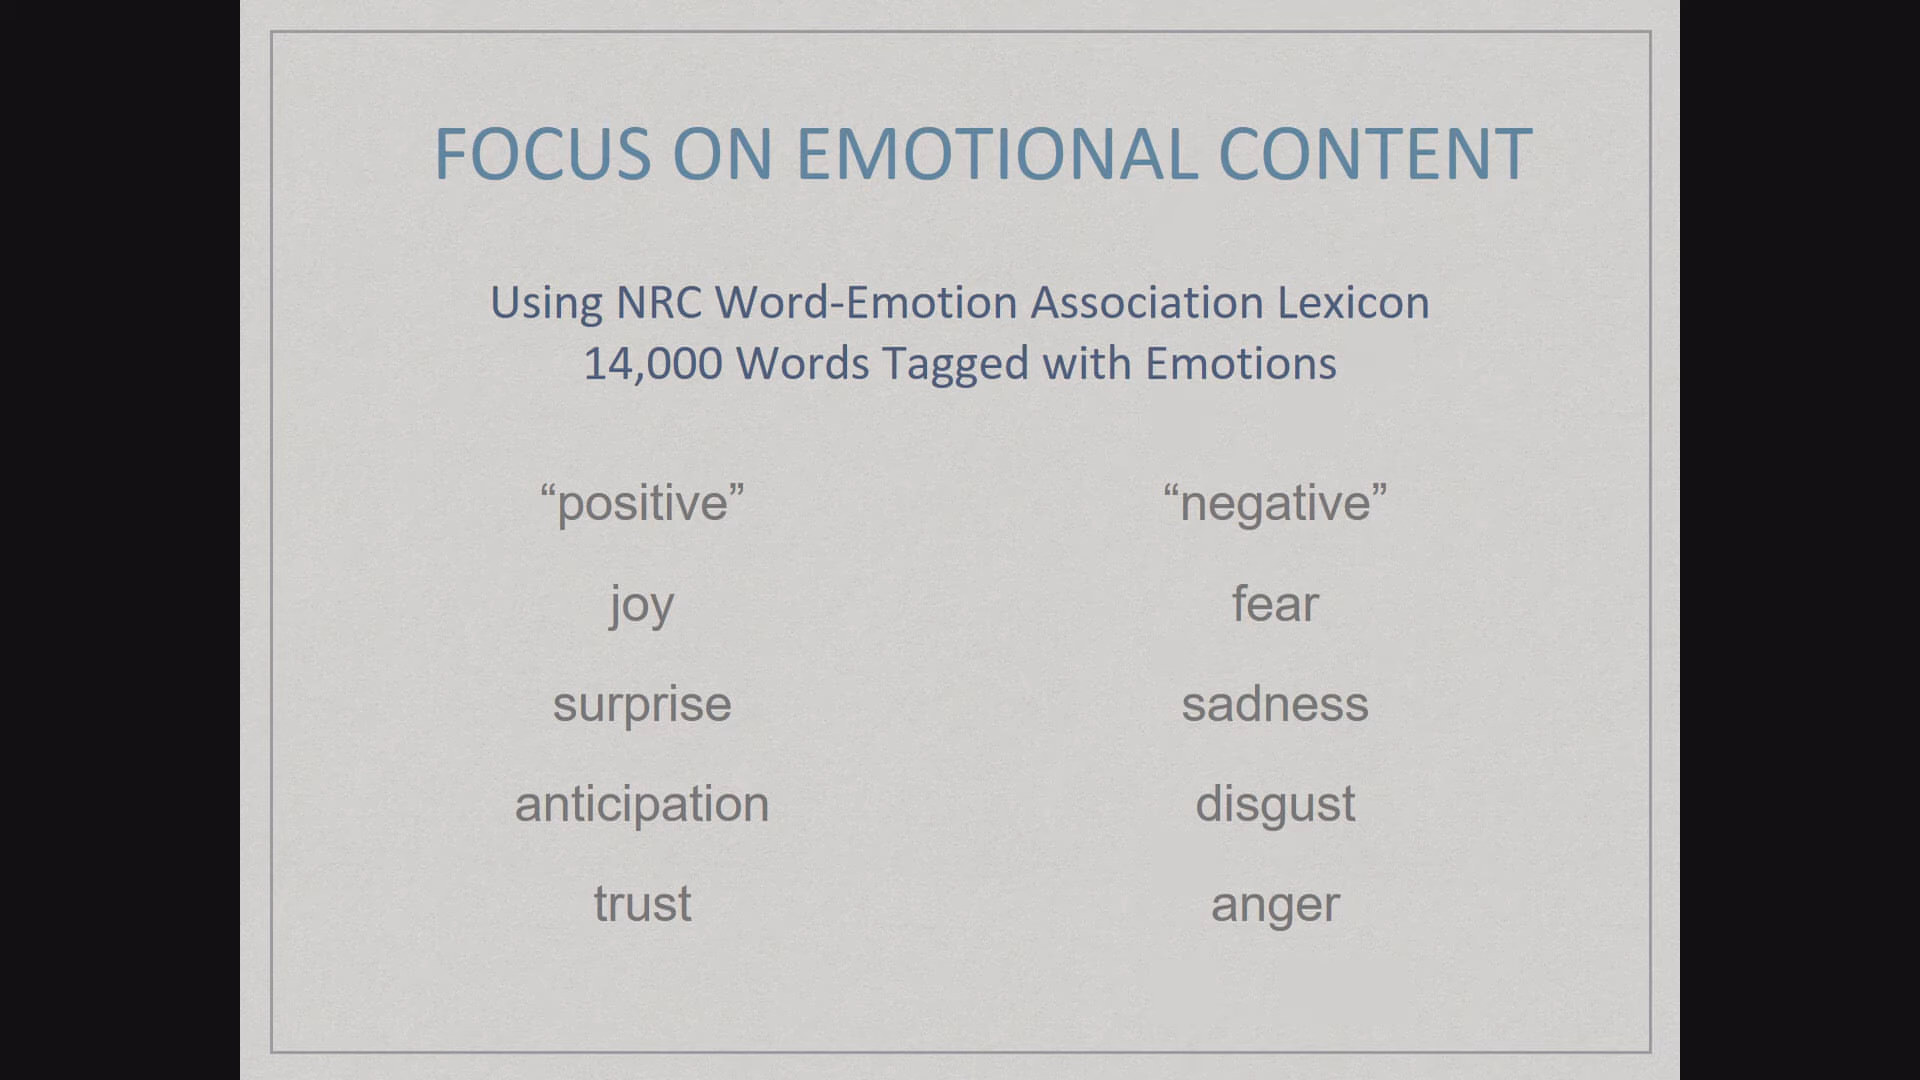 FOCUS ON EMOTIONAL CONTENT
Using NRC Word-Emotion Association Lexicon
14,000 Words Tagged with Emotions
“positive”
joy
surprise
anticipation
trust
“negative”
fear
sadness
disgust
anger